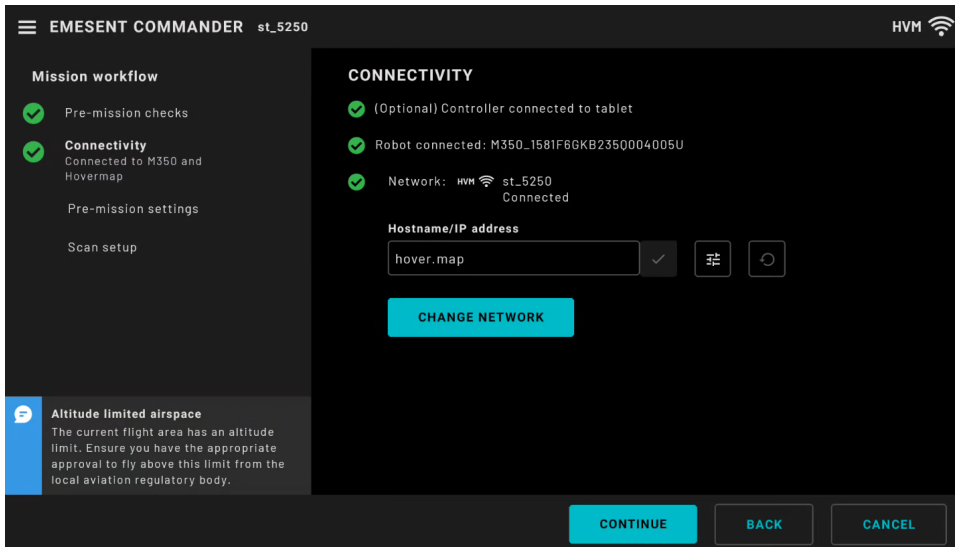 EMESENT COMMANDER st_5250
HVM
Mission workflow
Pre-mission checks
Connectivity
Connected to M350 and
Hovermap
Pre-mission settings
Scan setup
Altitude limited airspace
The current flight area has an altitude
limit. Ensure you have the appropriate
approval to fly above this limit from the
local aviation regulatory body.
CONNECTIVITY
(Optional) Controller connected to tablet
Robot connected: M350_1581F6GKB235Q004005U
Network: HVM st_5250
Connected
Hostname/IP address
hover.map
CHANGE NETWORK
CONTINUE
BACK
CANCEL